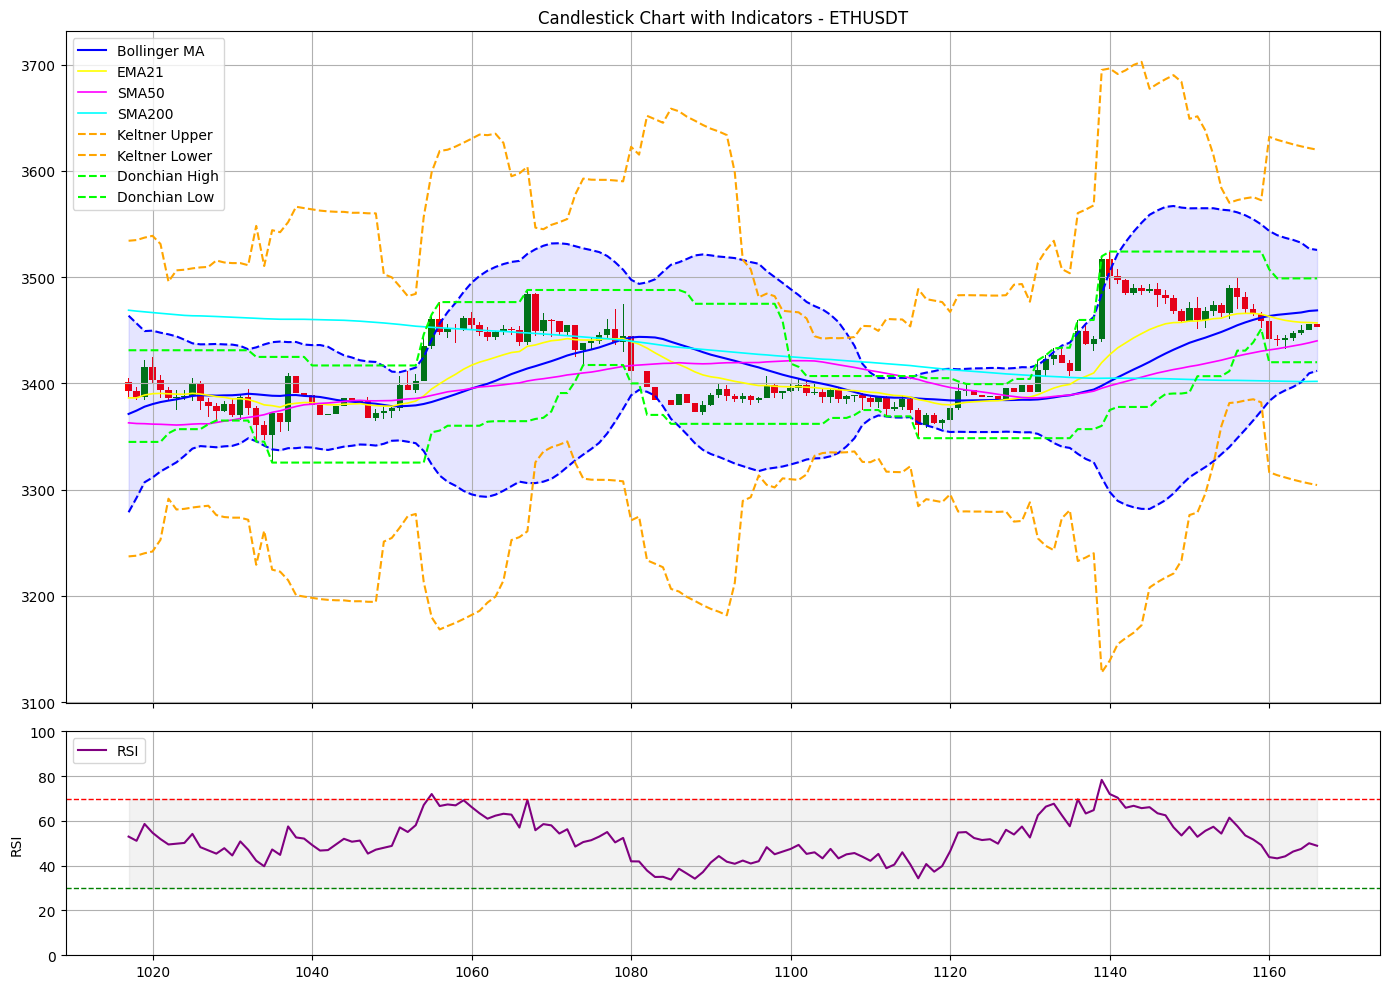 Candlestick Chart with Indicators - ETHUSDT
Bollinger MA
EMA21
SMA50
SMA200
Keltner Upper
Keltner Lower
Donchian High
Donchian Low
3700
3600
3500
3400
3300
3200
3100
RSI
100
80
60
40
20
0
RSI
1020 1040 1060 1080 1100 1120 1140 1160